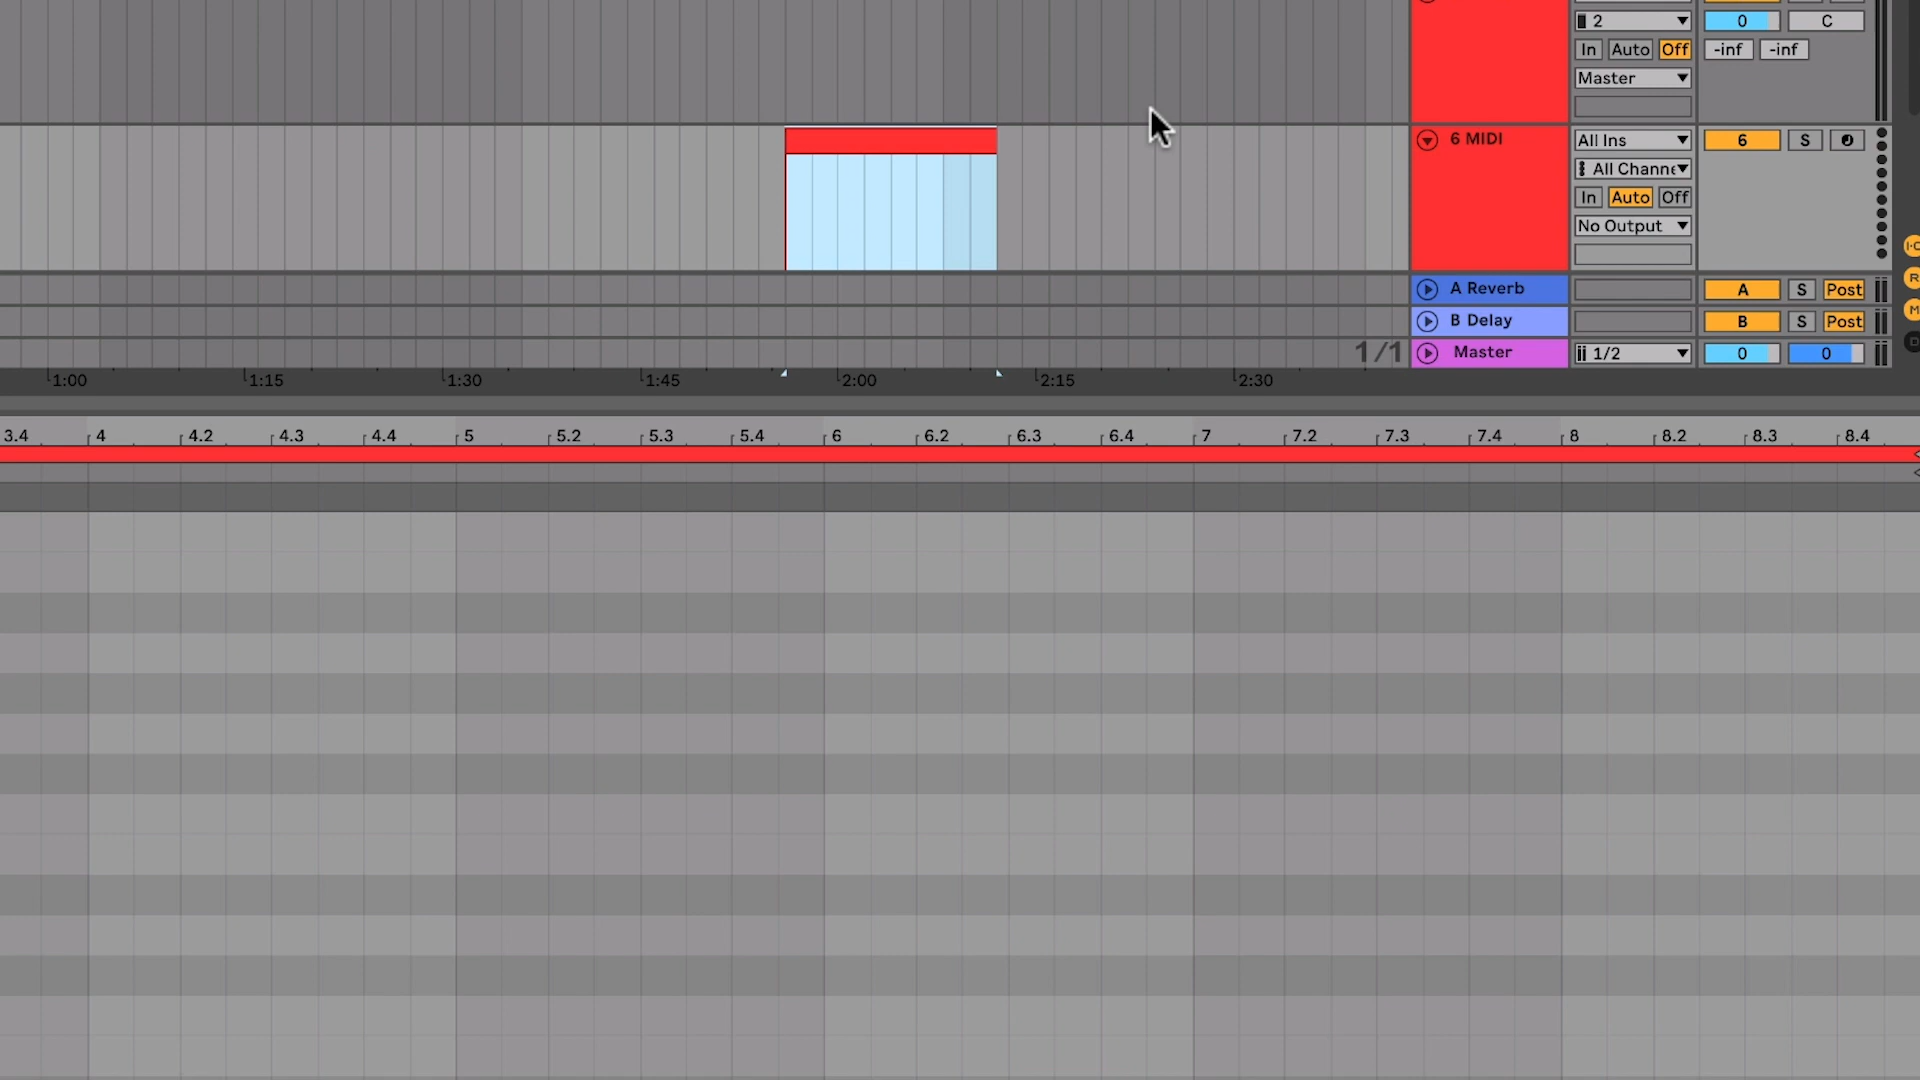 2 0 C
In Auto Off -inf -inf
Master
6 MIDI All Ins 6 S
All Channe
In Auto Off
No Output
A Reverb A S Post
B Delay B S Post
1/1 Master 1/2 0 0
1:00 1:15 1:30 1:45 2:00 2:15 2:30
3.4 4 4.2 4.3 4.4 5 5.2 5.3 5.4 6 6.2 6.3 6.4 7 7.2 7.3 7.4 8 8.2 8.3 8.4